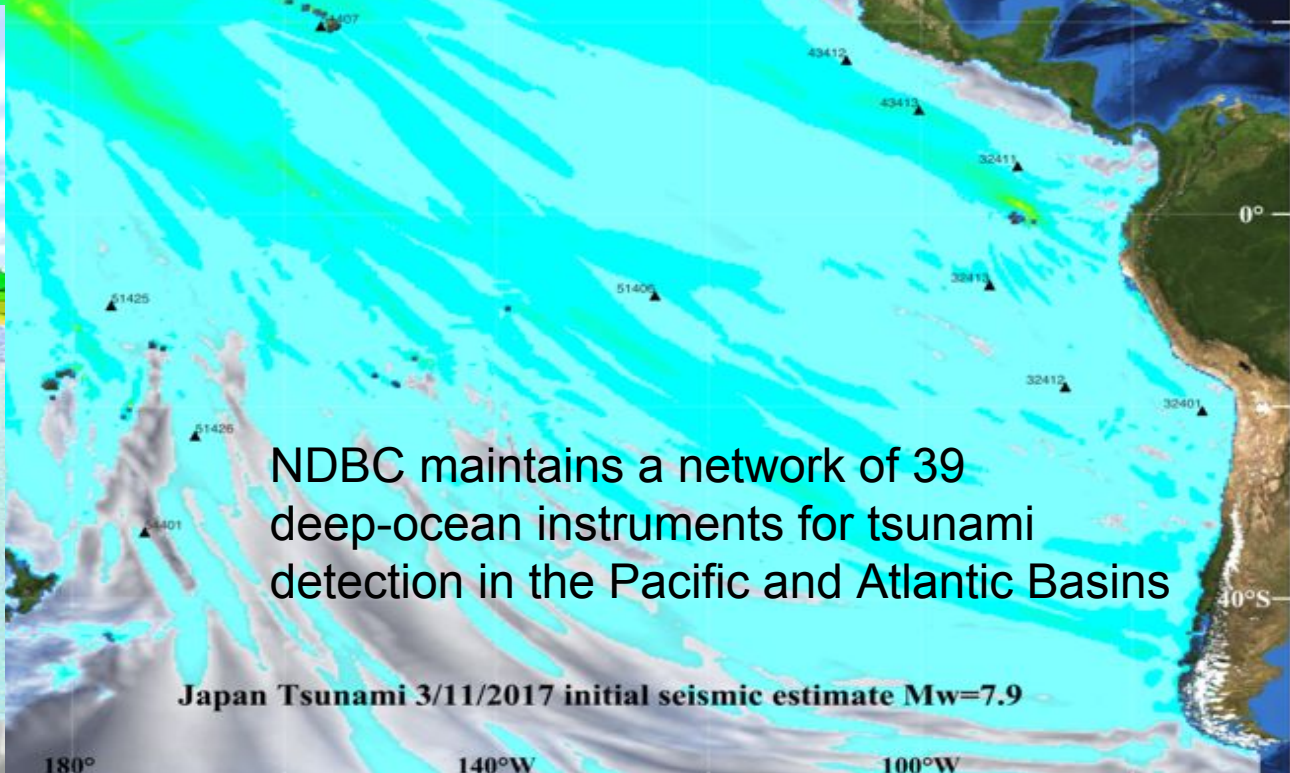 43412
43413
32411
0°
32413
51425
51406
32412
32401
51426
NDBC maintains a network of 39
deep-ocean instruments for tsunami
detection in the Pacific and Atlantic Basins
40°S
Japan Tsunami 3/11/2017 initial seismic estimate Mw=7.9
180°
140°W
100°W